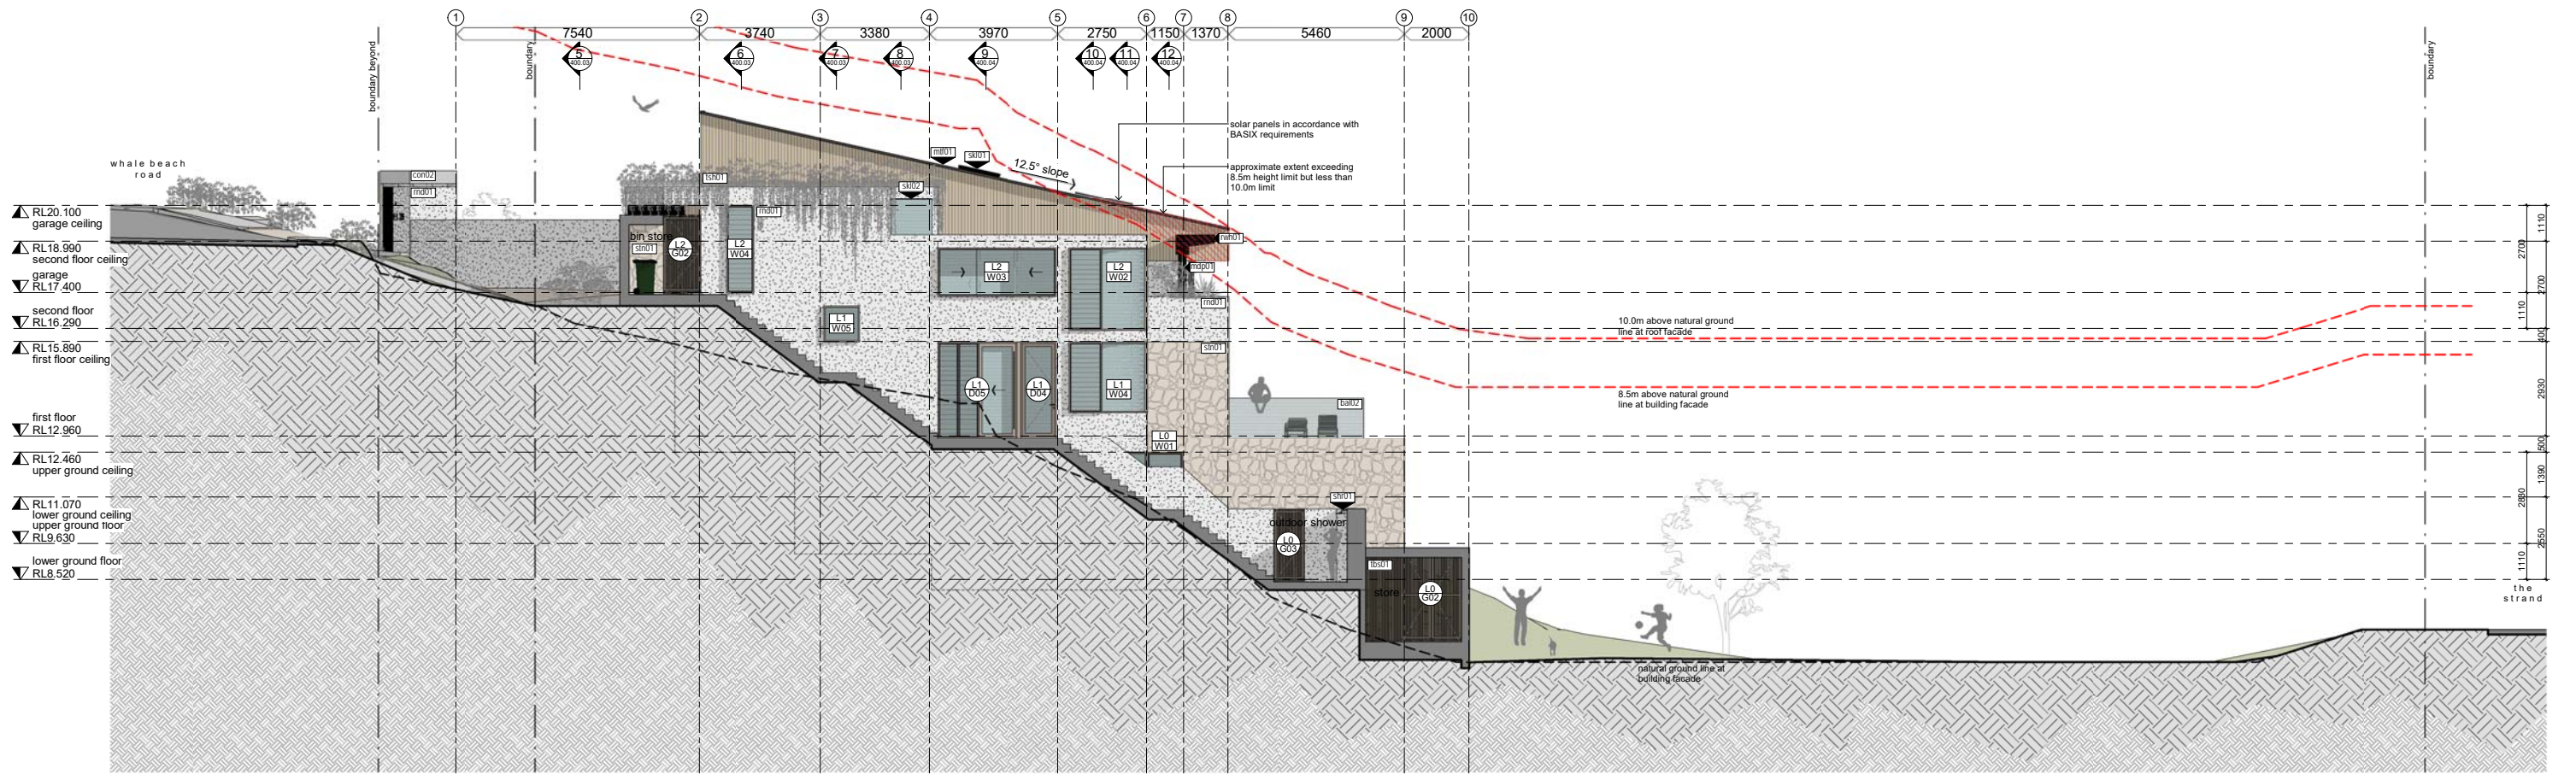 1 2 3 4 5 6 7 8 9 10
7540 3740 3380 3970 2750 1150 1370 5460 2000
5 400.03
6 400.03
7 400.03
8 400.03
9 400.04
10 400.04
11 400.04
12 400.04
boundary beyond
boundary
boundary
solar panels in accordance with
BASIX requirements
approximate extent exceeding
8.5m height limit but less than
10.0m limit
12.5° slope
whale beach
road
con02
rnd01
tsh01
mtf01
skl01
skl02
rnd01
RL20.100
garage ceiling
RL18.990
second floor ceiling
garage
RL17.400
second floor
RL16.290
RL15.890
first floor ceiling
first floor
RL12.960
RL12.460
upper ground ceiling
RL11.070
lower ground ceiling
upper ground floor
RL9.630
lower ground floor
RL8.520
bin store
stn01
L2
G02
L2
W04
L2
W03
L2
W02
rwh01
mdp01
rnd01
L1
W05
stn01
L1
D05
L1
D04
L1
W04
bal02
L0
W01
shr01
outdoor shower
L0
G03
tbs01
store
L0
G02
10.0m above natural ground
line at roof facade
8.5m above natural ground
line at building facade
natural ground line at
building facade
1110
2700
2700
1110
400
2930
500
1390
2550
1110
the
strand